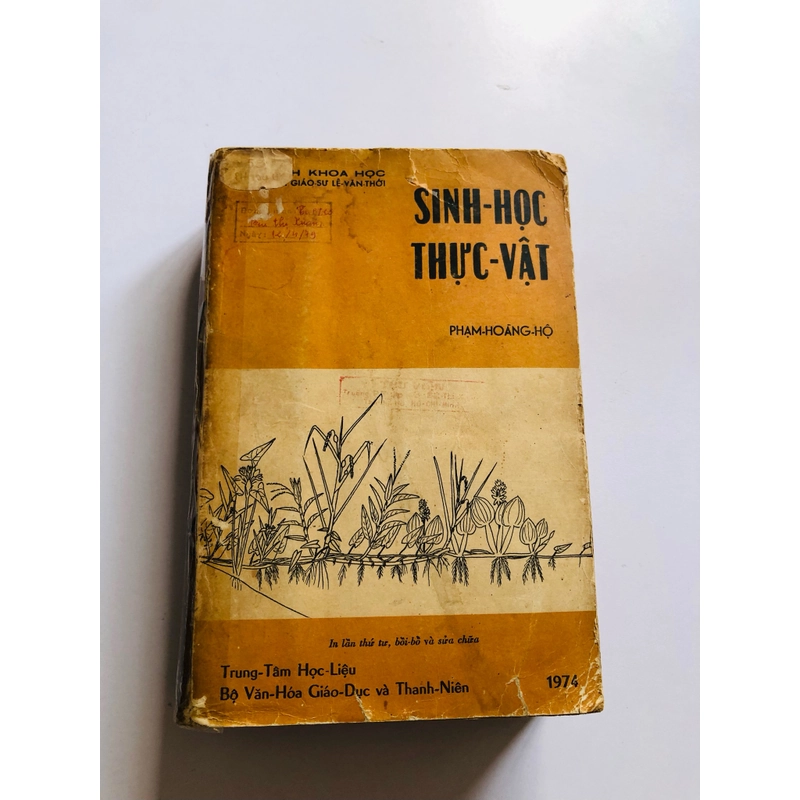 KHOA HỌC
GIÁO-SƯ LÊ-VĂN-THỚI
SINH-HỌC
THỰC-VẬT
PHẠM-HOÀNG-HỘ
In lần thứ tư, bồi-bổ và sửa chữa
Trung-Tâm Học-Liệu
Bộ Văn-Hóa Giáo-Dục và Thanh-Niên
1974